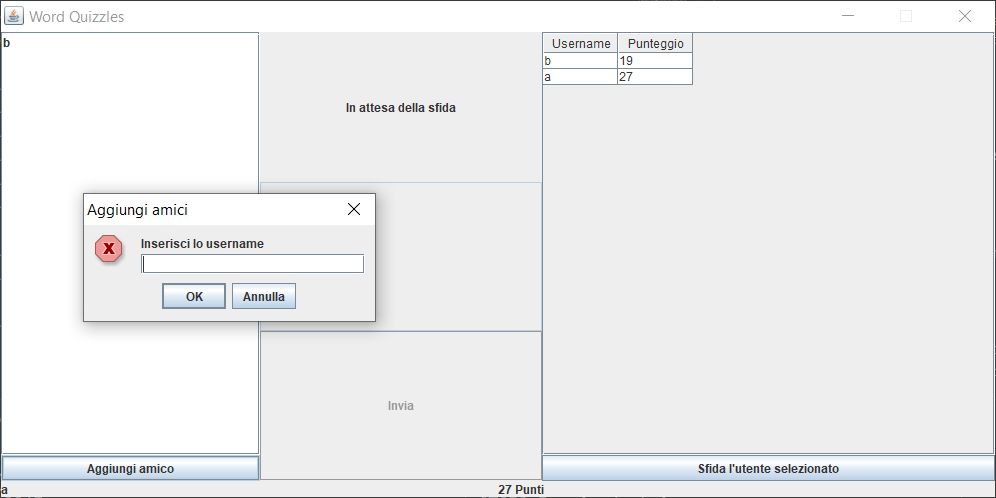 Word Quizzles
b
In attesa della sfida
Username Punteggio
b 19
a 27
Aggiungi amici
x
Inserisci lo username
OK Annulla
Invia
Aggiungi amico
Sfida l'utente selezionato
a
27 Punti